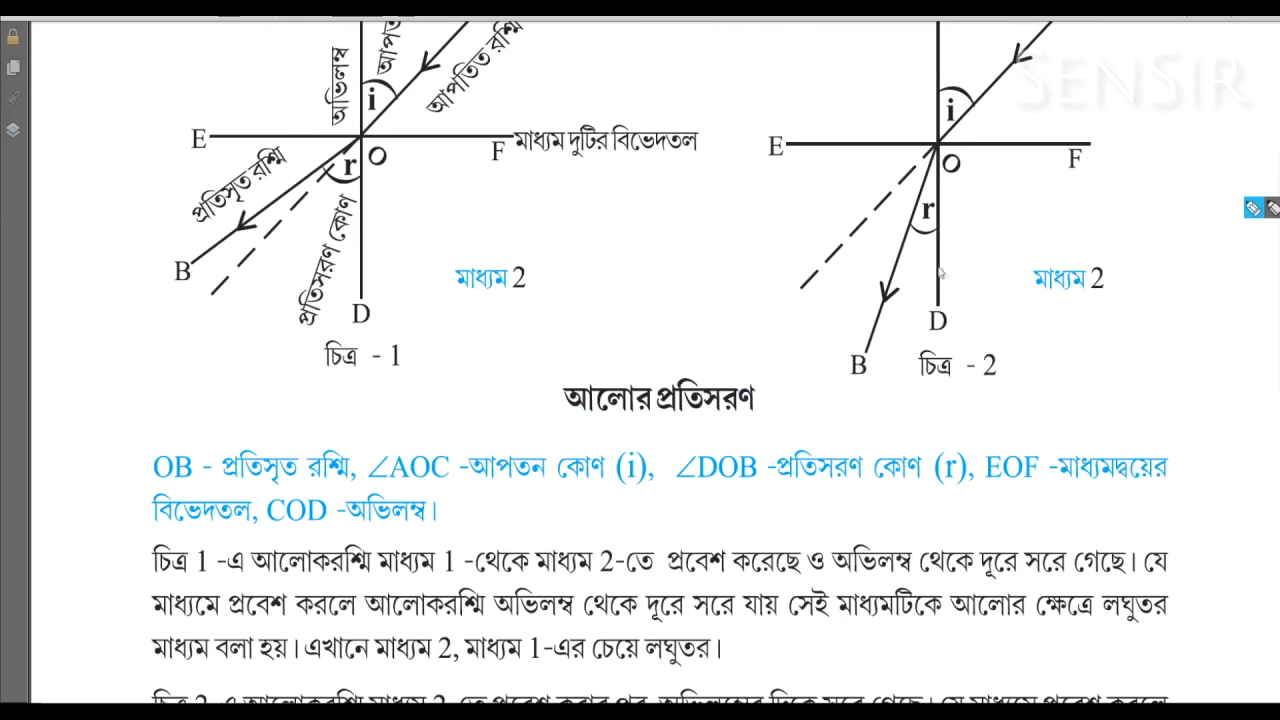 SENSIR
অভিলম্ব
আপতিত রশ্মি
i
i
E
F
মাধ্যম দুটির বিভেদতল
E
F
O
O
r
r
প্রতিসৃত রশ্মি
প্রতিসরণ কোণ
B
মাধ্যম 2
মাধ্যম 2
D
D
চিত্র - 1
B
চিত্র - 2
আলোর প্রতিসরণ
OB - প্রতিসৃত রশ্মি, ∠AOC -আপতন কোণ (i), ∠DOB -প্রতিসরণ কোণ (r), EOF -মাধ্যমদ্বয়ের
বিভেদতল, COD -অভিলম্ব।
চিত্র 1 -এ আলোকরশ্মি মাধ্যম 1 -থেকে মাধ্যম 2-তে প্রবেশ করেছে ও অভিলম্ব থেকে দূরে সরে গেছে। যে
মাধ্যমে প্রবেশ করলে আলোকরশ্মি অভিলম্ব থেকে দূরে সরে যায় সেই মাধ্যমটিকে আলোর ক্ষেত্রে লঘুতর
মাধ্যম বলা হয়। এখানে মাধ্যম 2, মাধ্যম 1-এর চেয়ে লঘুতর।